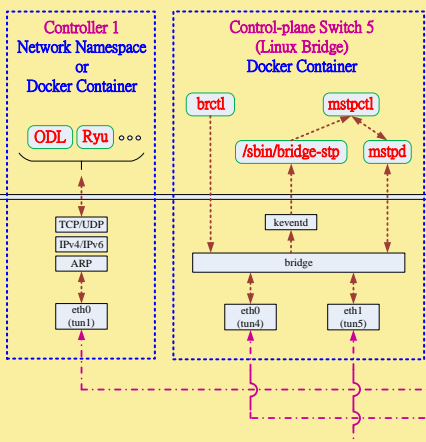 Controller 1
Network Namespace
or
Docker Container
ODL
Ryu
TCP/UDP
IPv4/IPv6
ARP
eth0
(tun1)
Control-plane Switch 5
(Linux Bridge)
Docker Container
brctl
mstpctl
/sbin/bridge-stp
mstpd
keventd
bridge
eth0
(tun4)
eth1
(tun5)